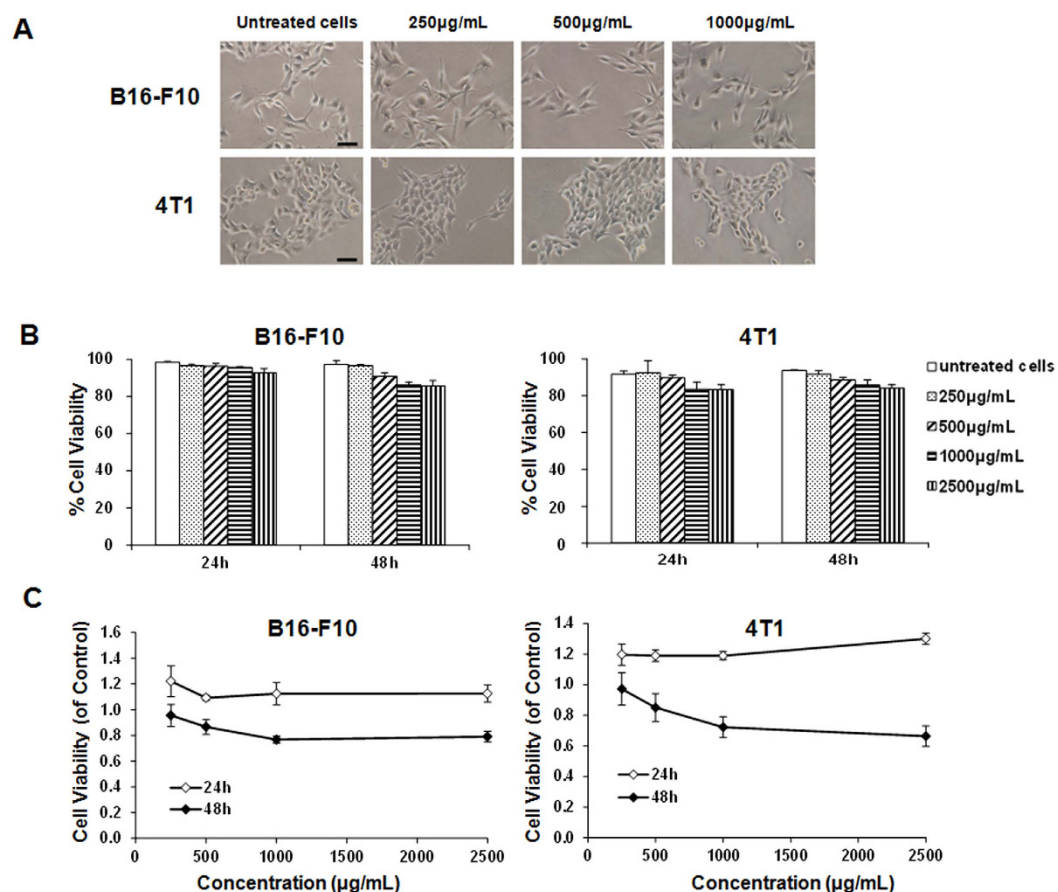 A
Untreated cells 250µg/mL 500µg/mL 1000µg/mL
B16-F10
4T1
B
B16-F10
% Cell Viability
100
80
60
40
20
0
24h 48h
4T1
% Cell Viability
100
80
60
40
20
0
24h 48h
untreated cells
250µg/mL
500µg/mL
1000µg/mL
2500µg/mL
C
B16-F10
Cell Viability (of Control)
1.6
1.4
1.2
1.0
0.8
0.6
0.4
0.2
0.0
24h
48h
0 500 1000 1500 2000 2500
Concentration (µg/mL)
4T1
Cell Viability (of Control)
1.4
1.2
1.0
0.8
0.6
0.4
0.2
0.0
24h
48h
0 500 1000 1500 2000 2500
Concentration (µg/mL)